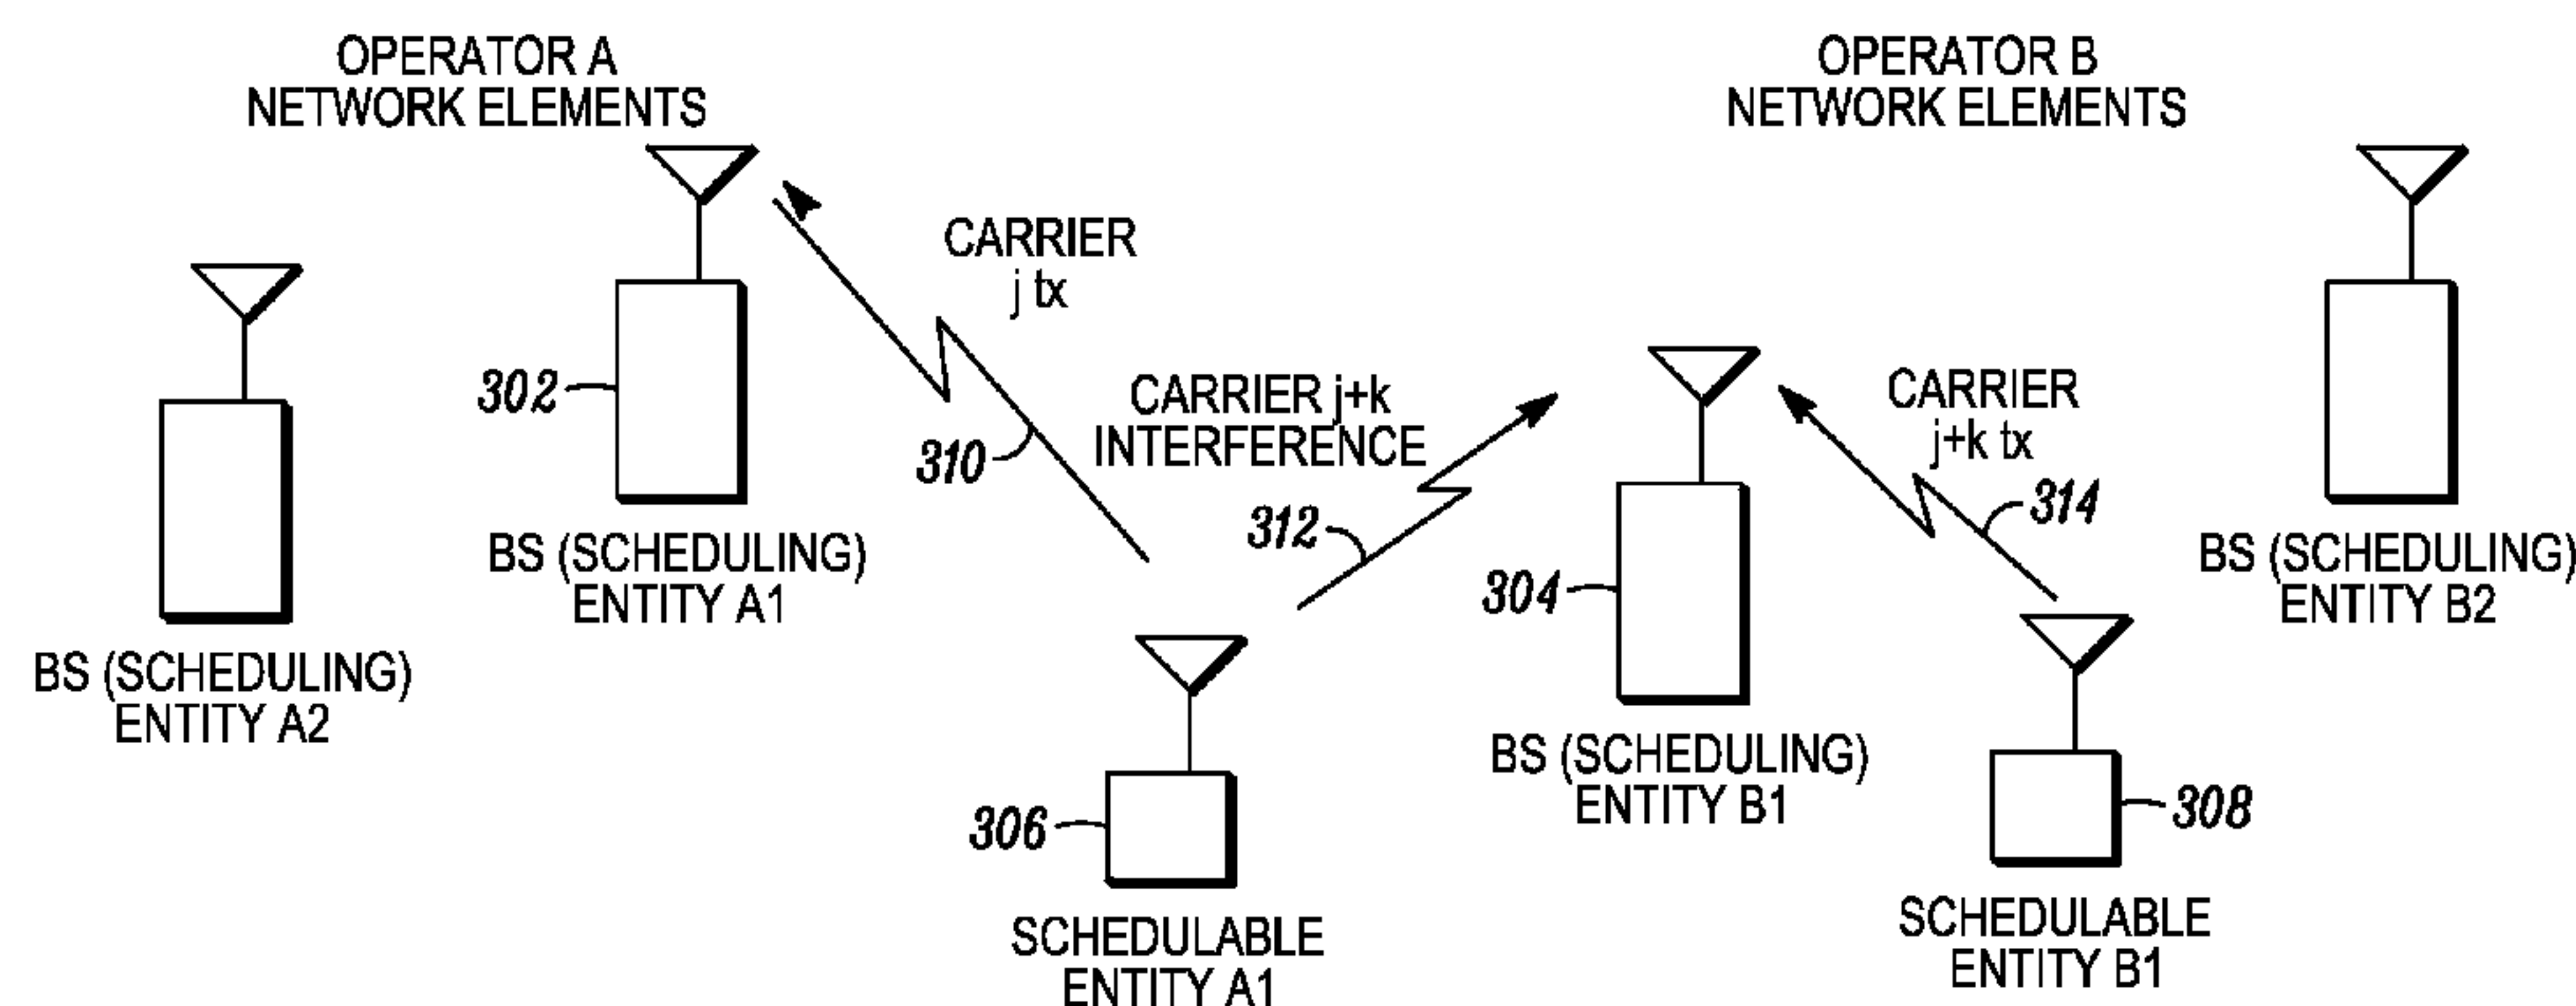 OPERATOR A
NETWORK ELEMENTS
OPERATOR B
NETWORK ELEMENTS
CARRIER
j tx
302
310
CARRIER j+k
INTERFERENCE
312
CARRIER
j+k tx
314
304
BS (SCHEDULING)
ENTITY A1
BS (SCHEDULING)
ENTITY B2
BS (SCHEDULING)
ENTITY A2
BS (SCHEDULING)
ENTITY B1
306
308
SCHEDULABLE
ENTITY A1
SCHEDULABLE
ENTITY B1